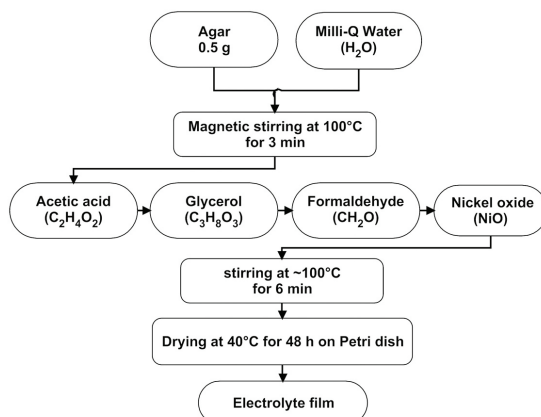 Agar
0.5 g
Milli-Q Water
(H₂O)
Magnetic stirring at 100°C
for 3 min
Acetic acid
(C₂H₄O₂)
Glycerol
(C₃H₈O₃)
Formaldehyde
(CH₂O)
Nickel oxide
(NiO)
stirring at ~100°C
for 6 min
Drying at 40°C for 48 h on Petri dish
Electrolyte film